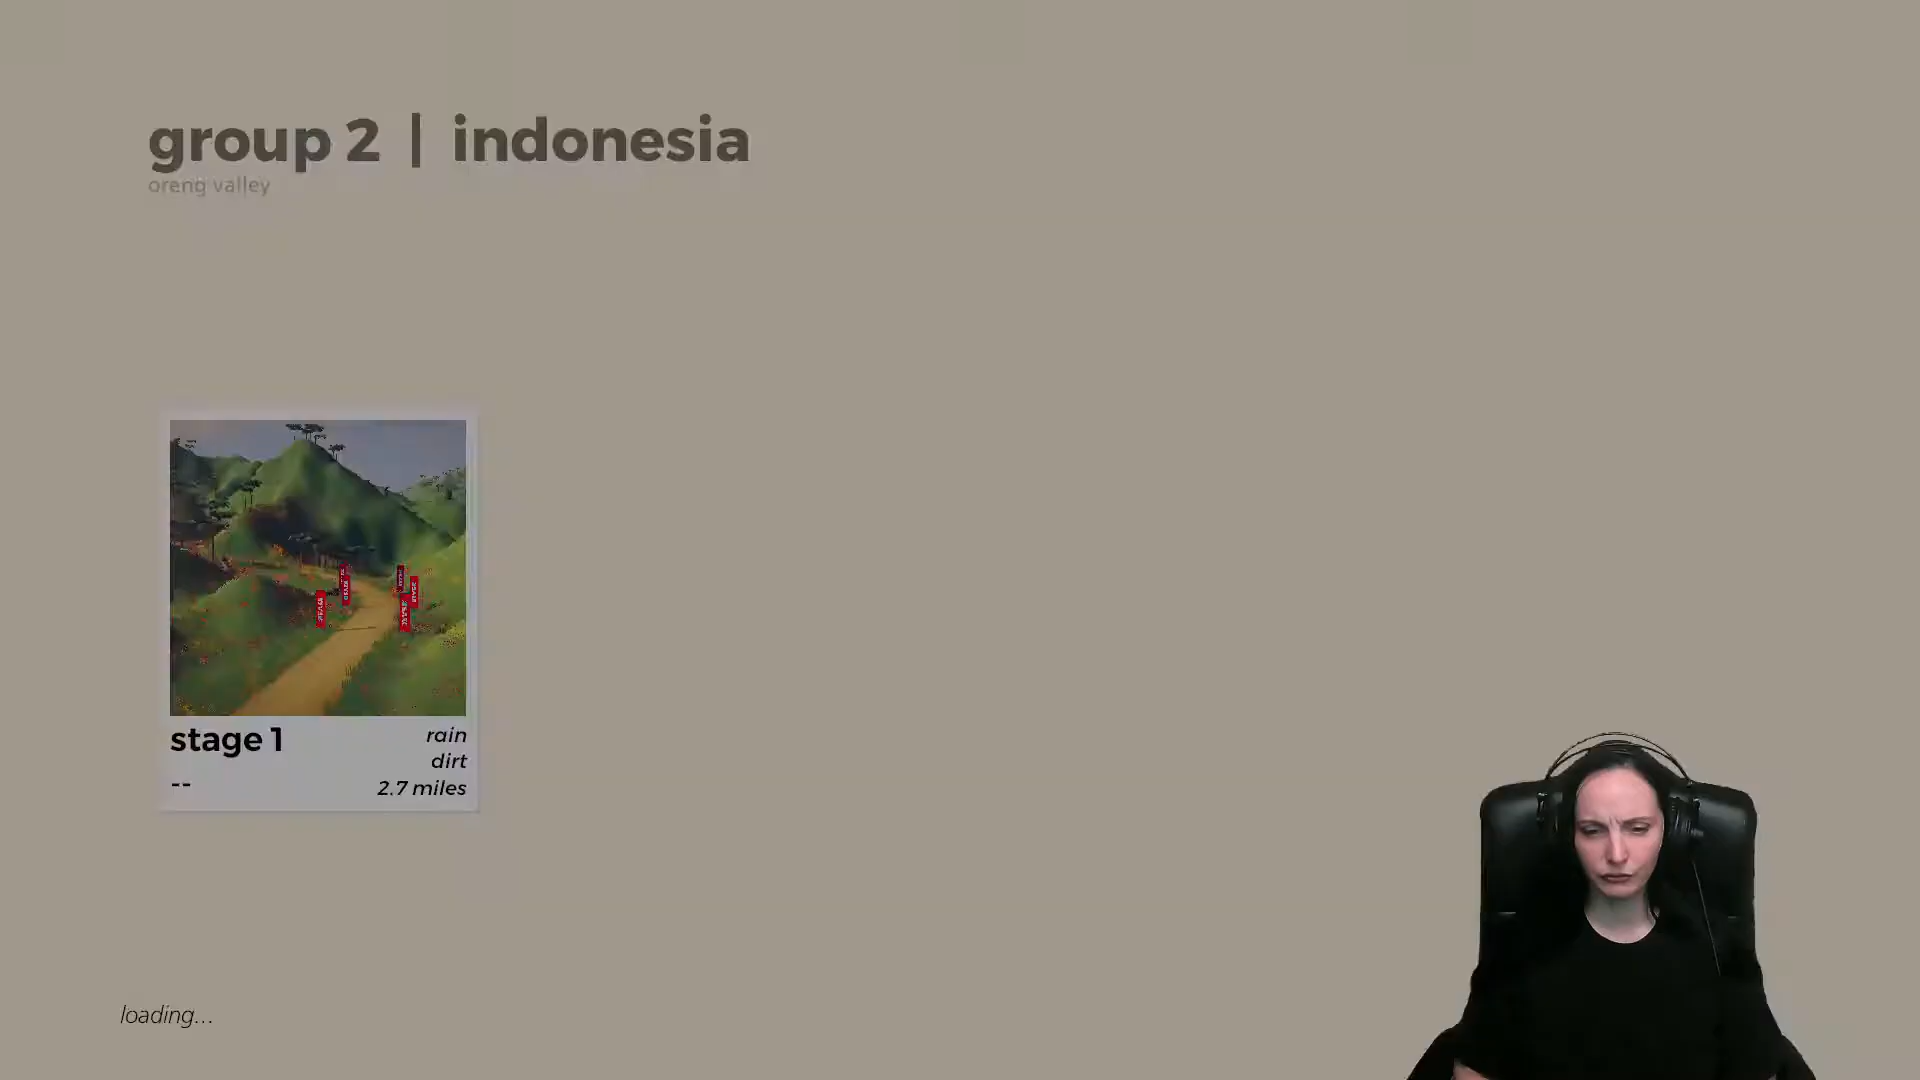 group 2 | indonesia
oreng valley
stage 1
rain
dirt
--
2.7 miles
loading...